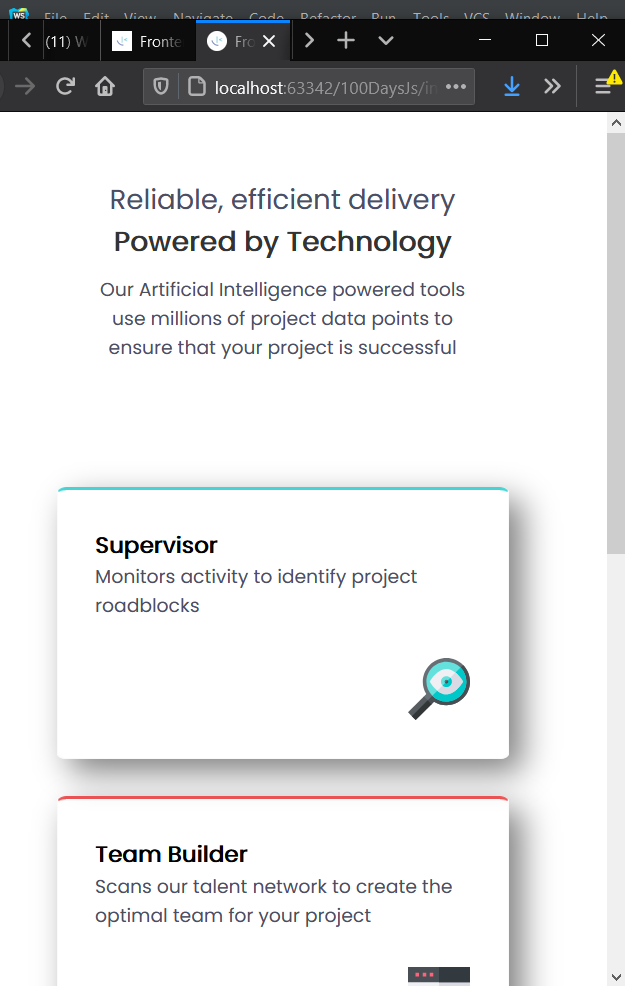 WS File Edit View Navigate Code Refactor Run Tools VCS Window Help
(11) W Fronte Fro
localhost:63342/100DaysJs/in
Reliable, efficient delivery
Powered by Technology
Our Artificial Intelligence powered tools
use millions of project data points to
ensure that your project is successful
Supervisor
Monitors activity to identify project
roadblocks
Team Builder
Scans our talent network to create the
optimal team for your project